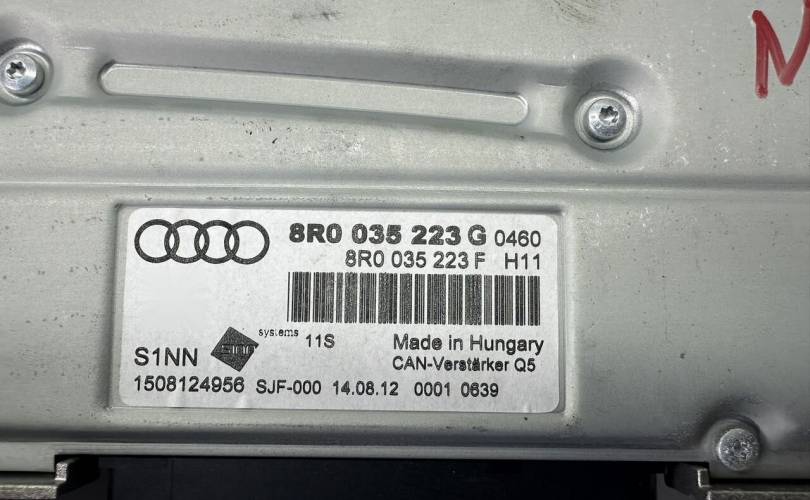 N
8R0 035 223 G 0460
8R0 035 223 F H11
systems 11S Made in Hungary
S1NN CAN-Verstärker Q5
1508124956 SJF-000 14.08.12 0001 0639